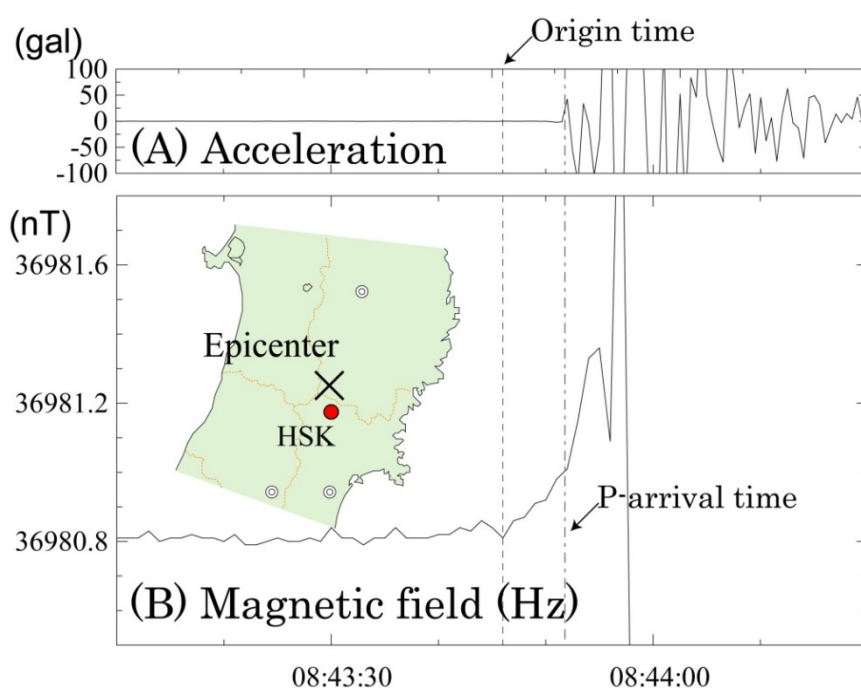 Origin time
(gal)
100
50
0
-50
-100
(A) Acceleration
(nT)
36981.6
36981.2
36980.8
Epicenter
HSK
P-arrival time
(B) Magnetic field (Hz)
08:43:30
08:44:00